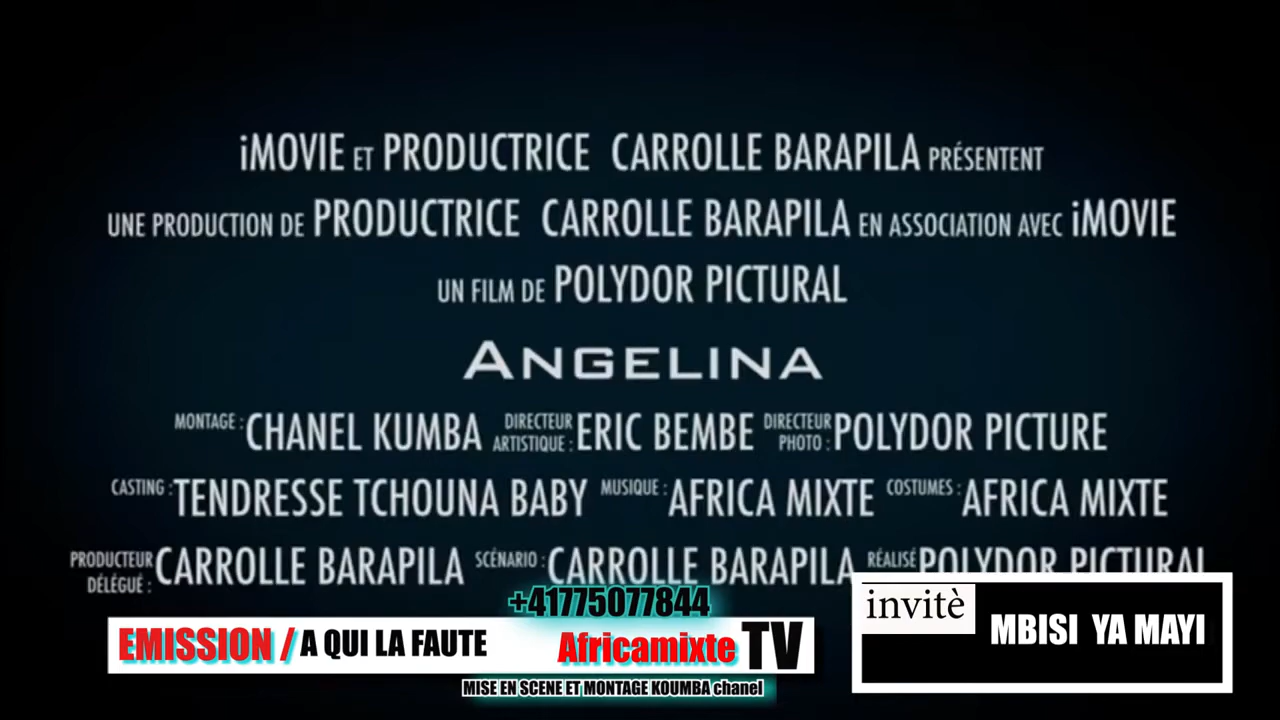 iMOVIE ET PRODUCTRICE CARROLLE BARAPILA PRÉSENTENT
UNE PRODUCTION DE PRODUCTRICE CARROLLE BARAPILA EN ASSOCIATION AVEC iMOVIE
UN FILM DE POLYDOR PICTURAL
ANGELINA
MONTAGE : CHANEL KUMBA DIRECTEUR ARTISTIQUE : ERIC BEMBE DIRECTEUR PHOTO : POLYDOR PICTURE
CASTING : TENDRESSE TCHOUNA BABY MUSIQUE : AFRICA MIXTE COSTUMES : AFRICA MIXTE
PRODUCTEUR DÉLÉGUÉ : CARROLLE BARAPILA SCÉNARIO : CARROLLE BARAPILA RÉALISÉ POLYDOR PICTURAL
+41775077844
EMISSION / A QUI LA FAUTE Africamixte TV
MISE EN SCENE ET MONTAGE KOUMBA chanel
invitè
MBISI YA MAYI